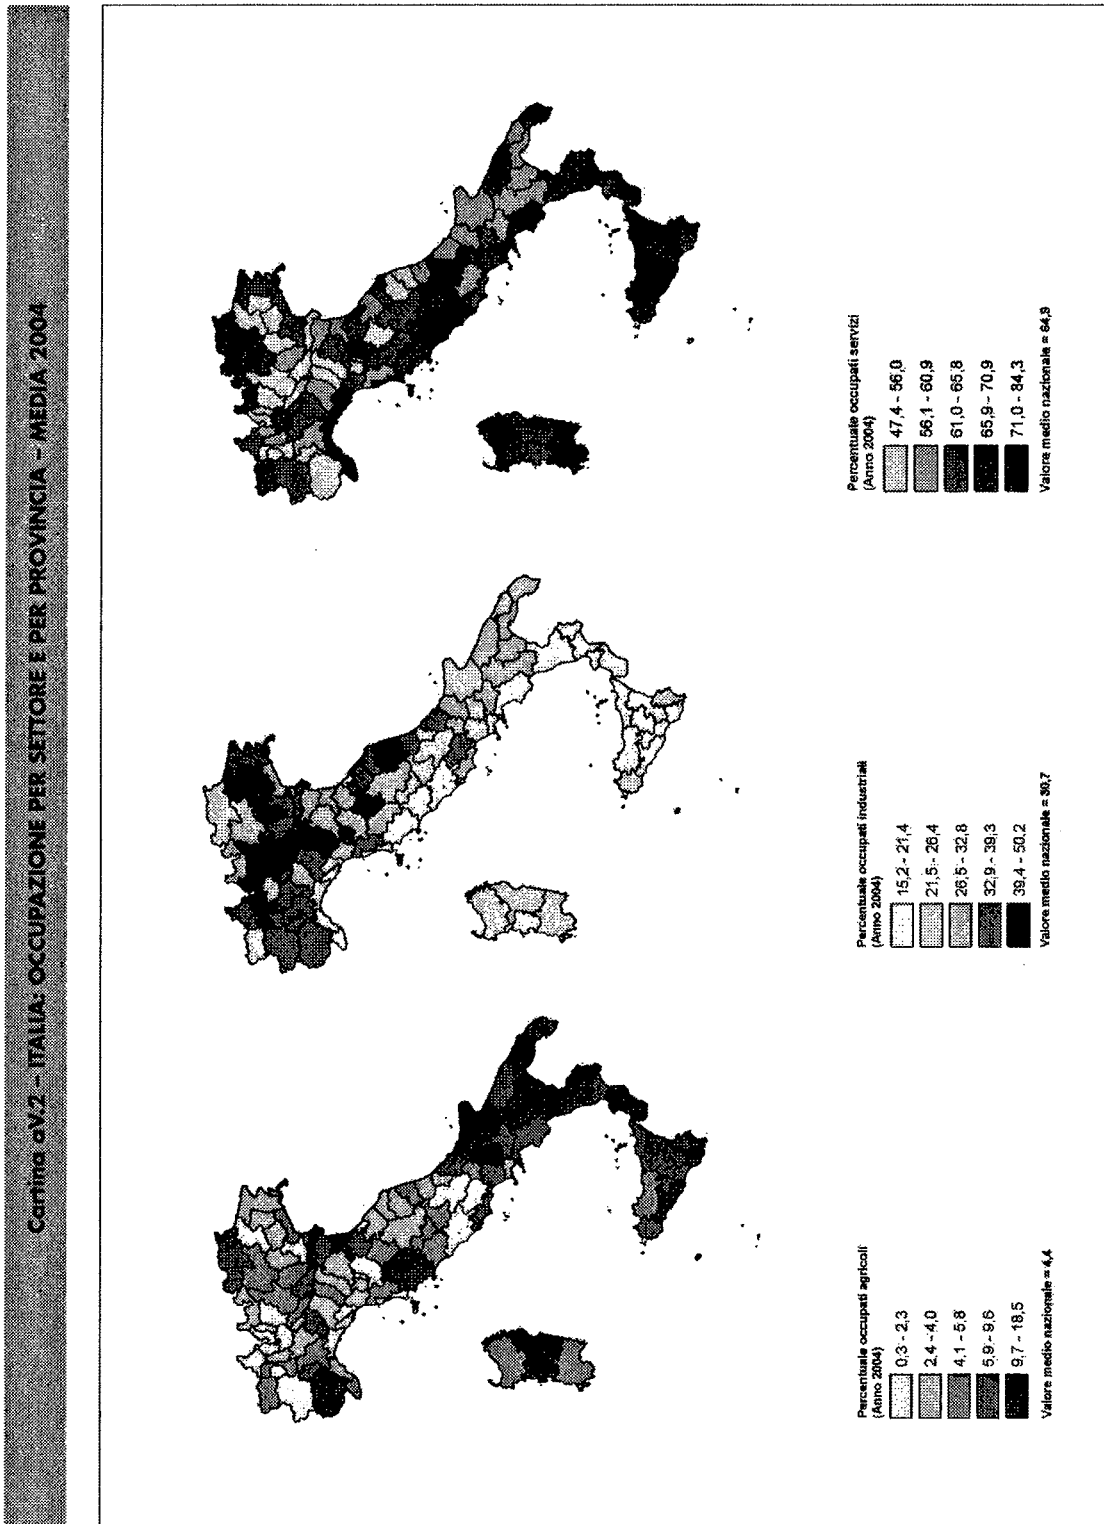 Cartina aV.2 – ITALIA: OCCUPAZIONE PER SETTORE E PER PROVINCIA – MEDIA 2004
Percentuale occupati agricoli
(Anno 2004)
0,3 - 2,3
2,4 - 4,0
4,1 - 5,8
5,9 - 9,6
9,7 - 18,5
Valore medio nazionale = 4,4
Percentuale occupati industriali
(Anno 2004)
15,2 - 21,4
21,5 - 26,4
26,5 - 32,8
32,9 - 39,3
39,4 - 50,2
Valore medio nazionale = 30,7
Percentuale occupati servizi
(Anno 2004)
47,4 - 56,0
56,1 - 60,9
61,0 - 65,8
65,9 - 70,9
71,0 - 84,3
Valore medio nazionale = 64,9